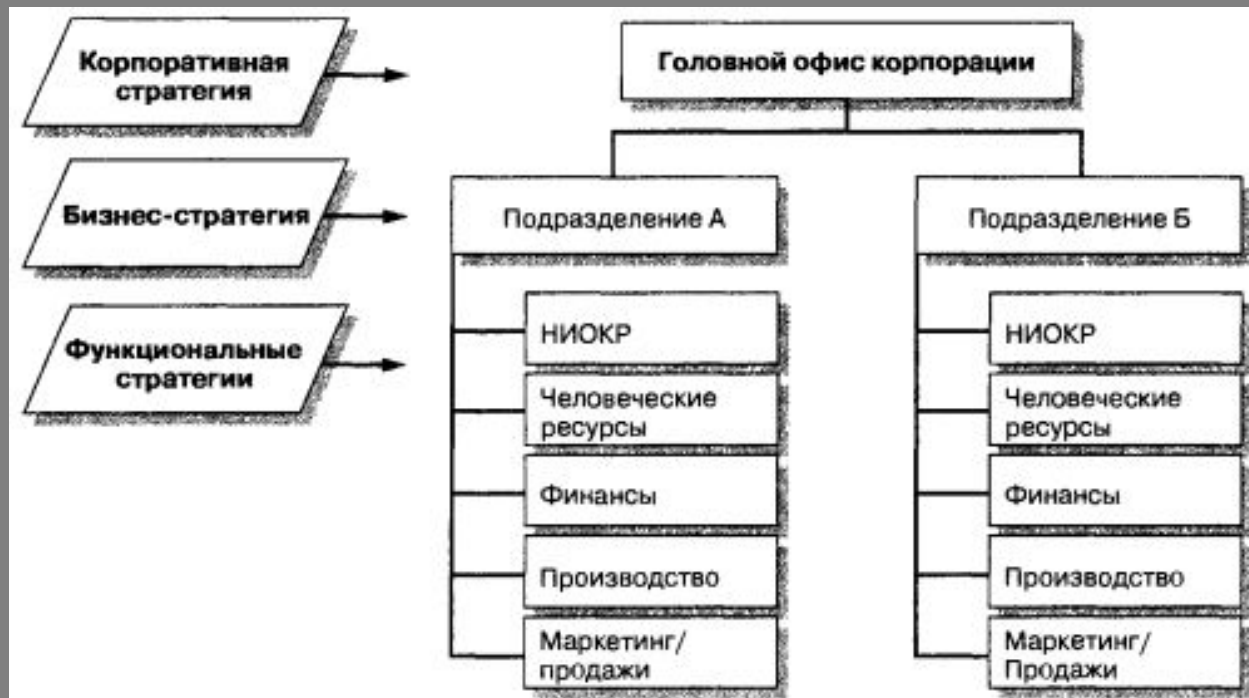 Корпоративная
стратегия
Головной офис корпорации
Бизнес-стратегия
Подразделение А
Подразделение Б
Функциональные
стратегии
НИОКР
Человеческие
ресурсы
Финансы
Производство
Маркетинг/
продажи
НИОКР
Человеческие
ресурсы
Финансы
Производство
Маркетинг/
Продажи